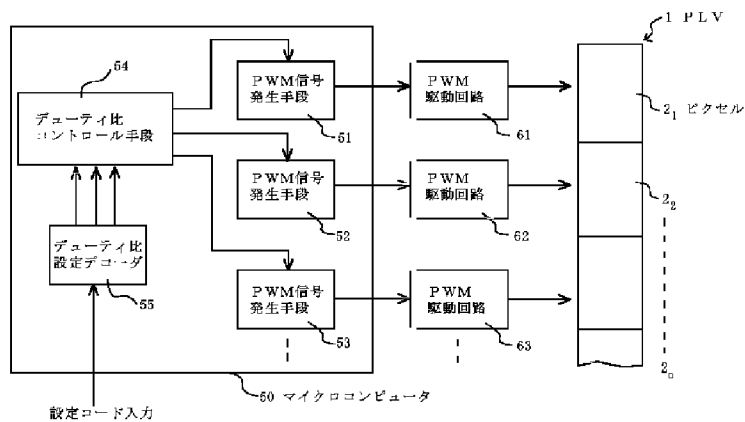 1 PLV
54
デューティ比
コントロール手段
PWM信号
発生手段
51
PWM
駆動回路
61
2₁ ピクセル
PWM信号
発生手段
52
PWM
駆動回路
62
2₂
デューティ比
設定デコーダ
55
PWM信号
発生手段
53
PWM
駆動回路
63
50 マイクロコンピュータ
設定コード入力